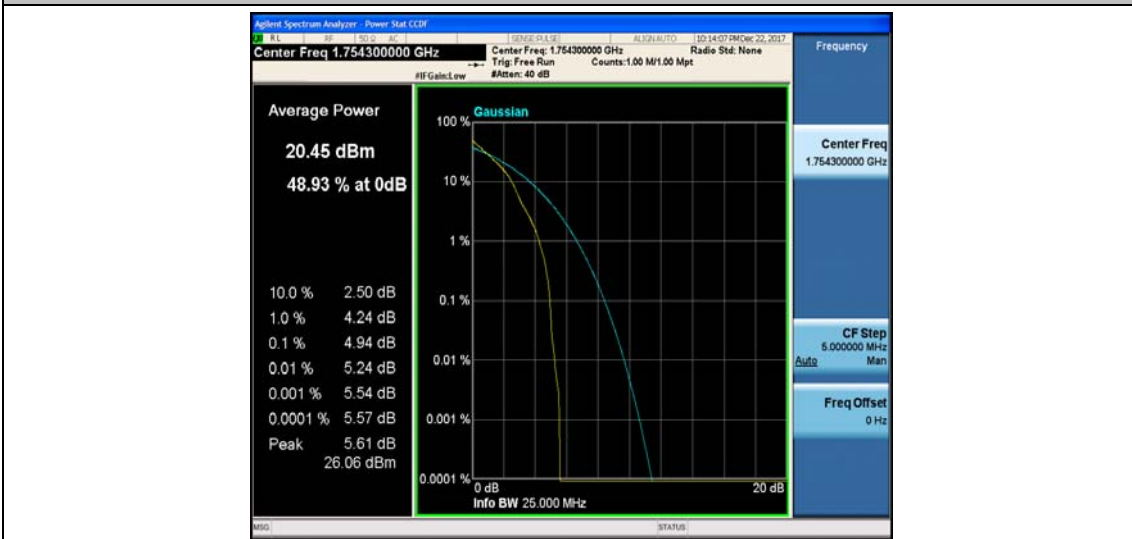 Agilent Spectrum Analyzer - Power Stat CCDF
RL RF 50 Ω AC SENSE:PULSE ALIGN AUTO 10:14:07 PM Dec 22, 2017
Center Freq 1.754300000 GHz
Center Freq: 1.754300000 GHz Radio Std: None
Trig: Free Run Counts:1.00 M/1.00 Mpt
#IFGain:Low #Atten: 40 dB
Frequency
Average Power
20.45 dBm
48.93 % at 0dB
10.0 % 2.50 dB
1.0 % 4.24 dB
0.1 % 4.94 dB
0.01 % 5.24 dB
0.001 % 5.54 dB
0.0001 % 5.57 dB
Peak 5.61 dB
26.06 dBm
Gaussian
100 %
10 %
1 %
0.1 %
0.01 %
0.001 %
0.0001 %
0 dB 20 dB
Info BW 25.000 MHz
Center Freq
1.754300000 GHz
CF Step
5.000000 MHz
Auto Man
Freq Offset
0 Hz
MSG STATUS